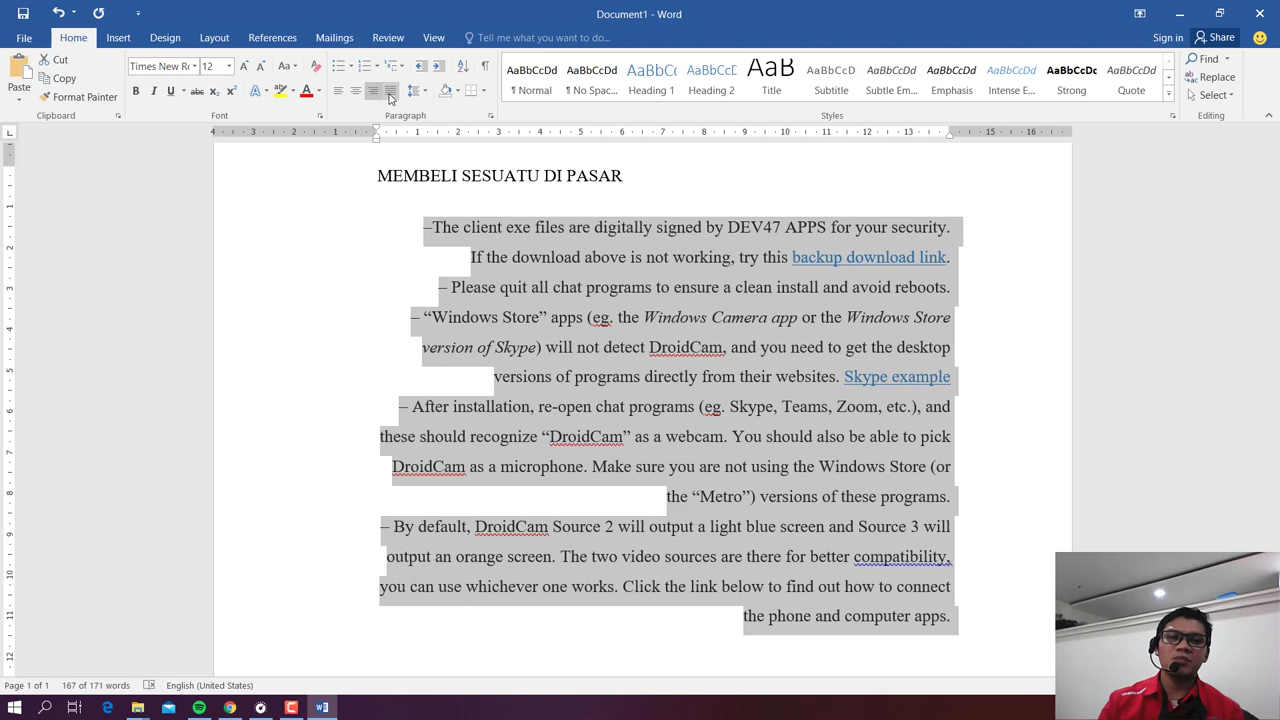 Document1 - Word
File Home Insert Design Layout References Mailings Review View Tell me what you want to do... Share
Paste
Cut
Copy
Format Painter
Times New Ro 12
AaBbCcDd AaBbCcDd AaBbC( AaBbCcE AaB AaBbCcD AaBbCcDd AaBbCcDd AaBbCcDd AaBbCcDc AaBbCcDd
¶ Normal ¶ No Spac... Heading 1 Heading 2 Title Subtitle Subtle Em... Emphasis Intense E... Strong Quote
Find
Replace
Select
Clipboard Font Paragraph Styles Editing
MEMBELI SESUATU DI PASAR
–The client exe files are digitally signed by DEV47 APPS for your security.
If the download above is not working, try this backup download link.
– Please quit all chat programs to ensure a clean install and avoid reboots.
– “Windows Store” apps (eg. the Windows Camera app or the Windows Store
version of Skype) will not detect DroidCam, and you need to get the desktop
versions of programs directly from their websites. Skype example
– After installation, re-open chat programs (eg. Skype, Teams, Zoom, etc.), and
these should recognize “DroidCam” as a webcam. You should also be able to pick
DroidCam as a microphone. Make sure you are not using the Windows Store (or
the “Metro”) versions of these programs.
– By default, DroidCam Source 2 will output a light blue screen and Source 3 will
output an orange screen. The two video sources are there for better compatibility,
you can use whichever one works. Click the link below to find out how to connect
the phone and computer apps.
Page 1 of 1 167 of 171 words English (United States)